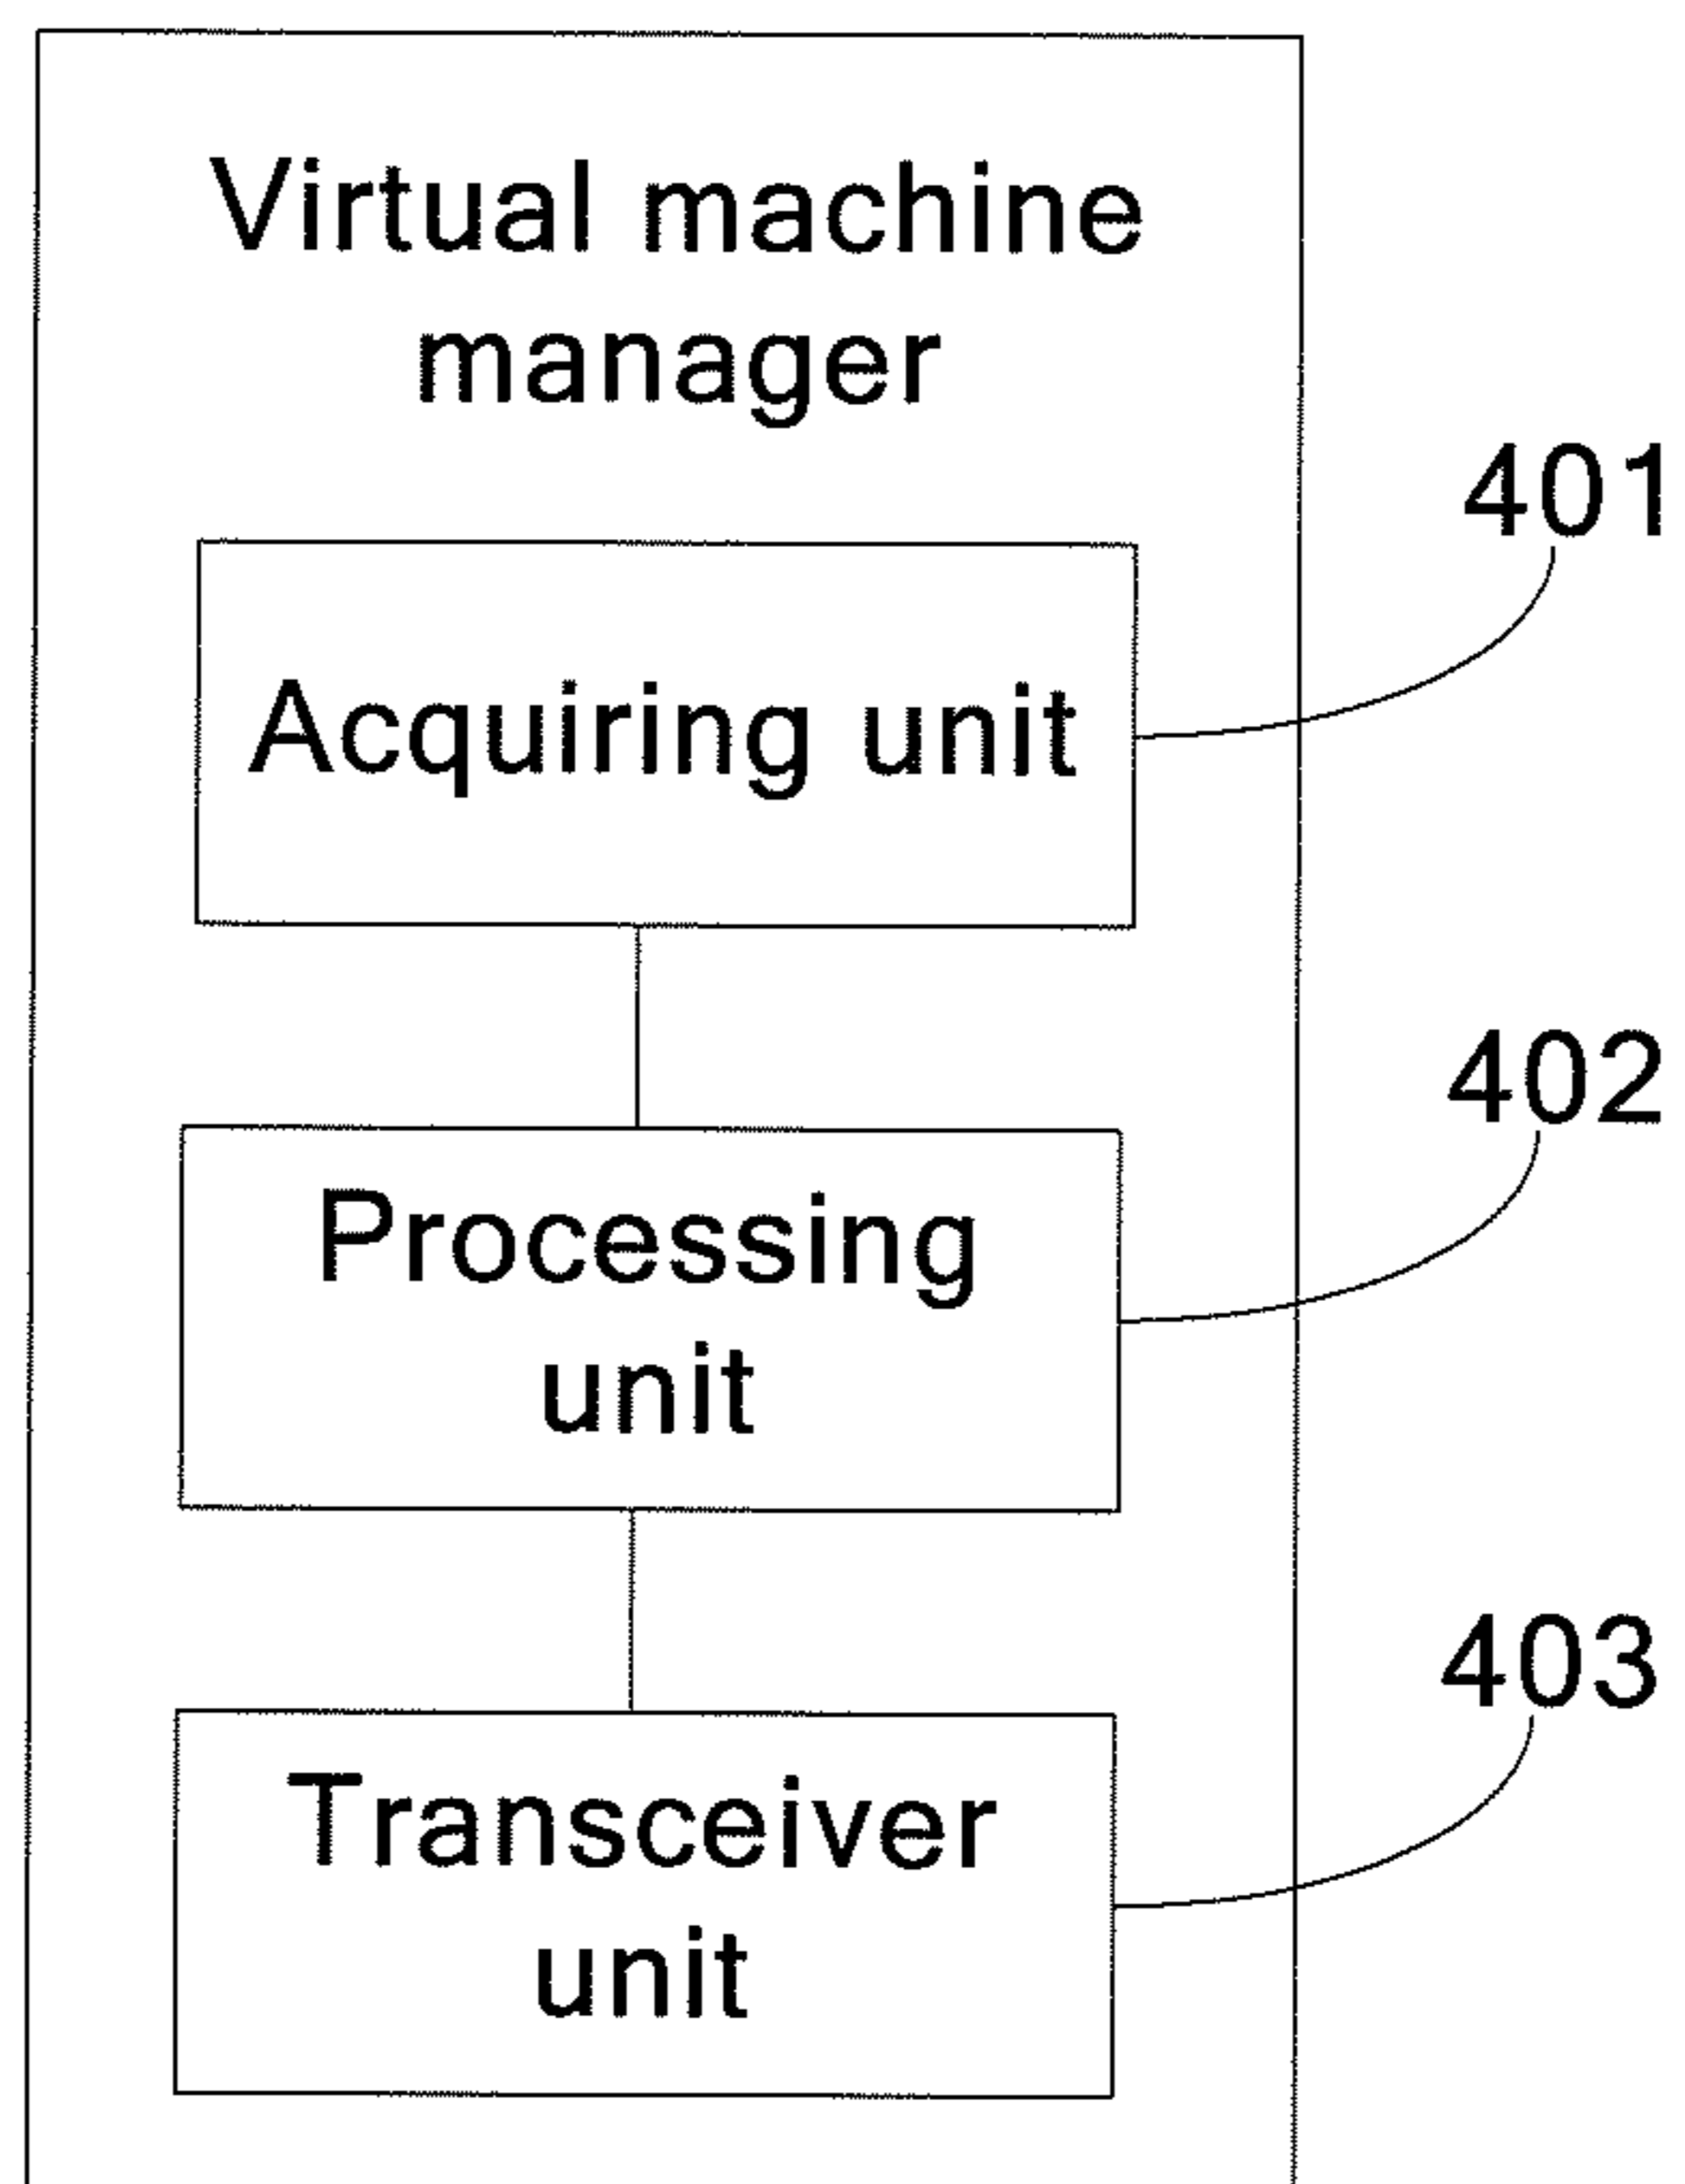 Virtual machine
manager
401
Acquiring unit
402
Processing
unit
403
Transceiver
unit